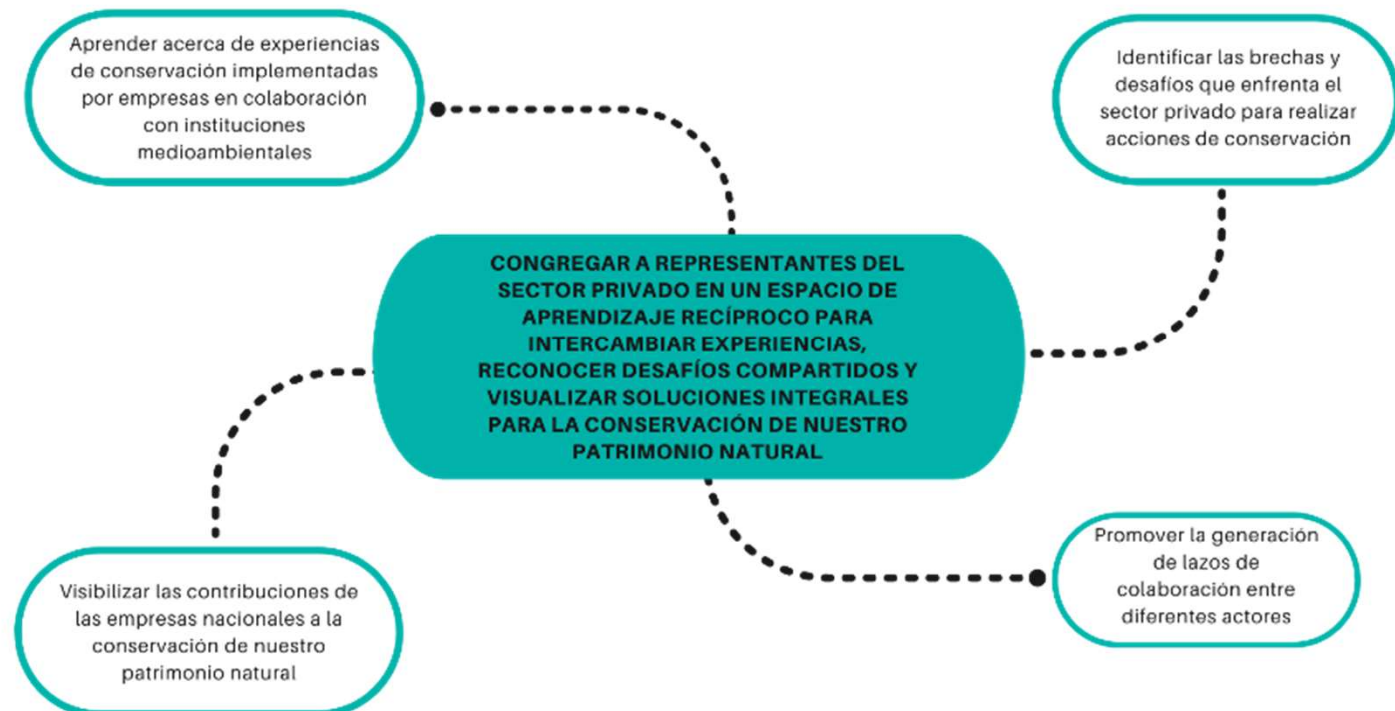 Aprender acerca de experiencias
de conservación implementadas
por empresas en colaboración
con instituciones
medioambientales
Identificar las brechas y
desafíos que enfrenta el
sector privado para realizar
acciones de conservación
CONGREGAR A REPRESENTANTES DEL
SECTOR PRIVADO EN UN ESPACIO DE
APRENDIZAJE RECÍPROCO PARA
INTERCAMBIAR EXPERIENCIAS,
RECONOCER DESAFÍOS COMPARTIDOS Y
VISUALIZAR SOLUCIONES INTEGRALES
PARA LA CONSERVACIÓN DE NUESTRO
PATRIMONIO NATURAL
Visibilizar las contribuciones de
las empresas nacionales a la
conservación de nuestro
patrimonio natural
Promover la generación
de lazos de
colaboración entre
diferentes actores